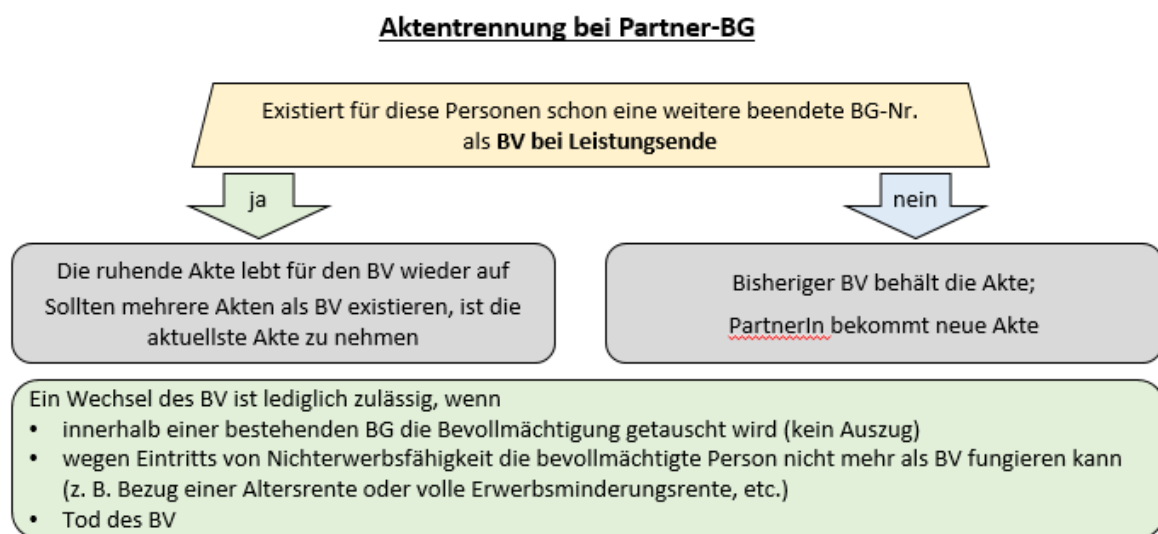 Aktentrennung bei Partner-BG
Existiert für diese Personen schon eine weitere beendete BG-Nr.
als BV bei Leistungsende
ja
nein
Die ruhende Akte lebt für den BV wieder auf
Sollten mehrere Akten als BV existieren, ist die
aktuellste Akte zu nehmen
Bisheriger BV behält die Akte;
PartnerIn bekommt neue Akte
Ein Wechsel des BV ist lediglich zulässig, wenn
• innerhalb einer bestehenden BG die Bevollmächtigung getauscht wird (kein Auszug)
• wegen Eintritts von Nichterwerbsfähigkeit die bevollmächtigte Person nicht mehr als BV fungieren kann
(z. B. Bezug einer Altersrente oder volle Erwerbsminderungsrente, etc.)
• Tod des BV